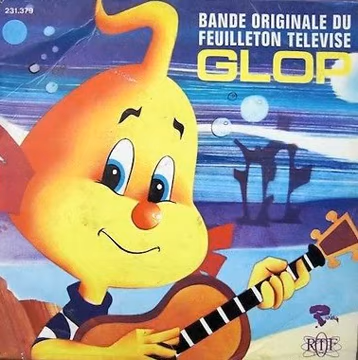 231.379
BANDE ORIGINALE DU
FEUILLETON TELEVISE
GLOP
RTF